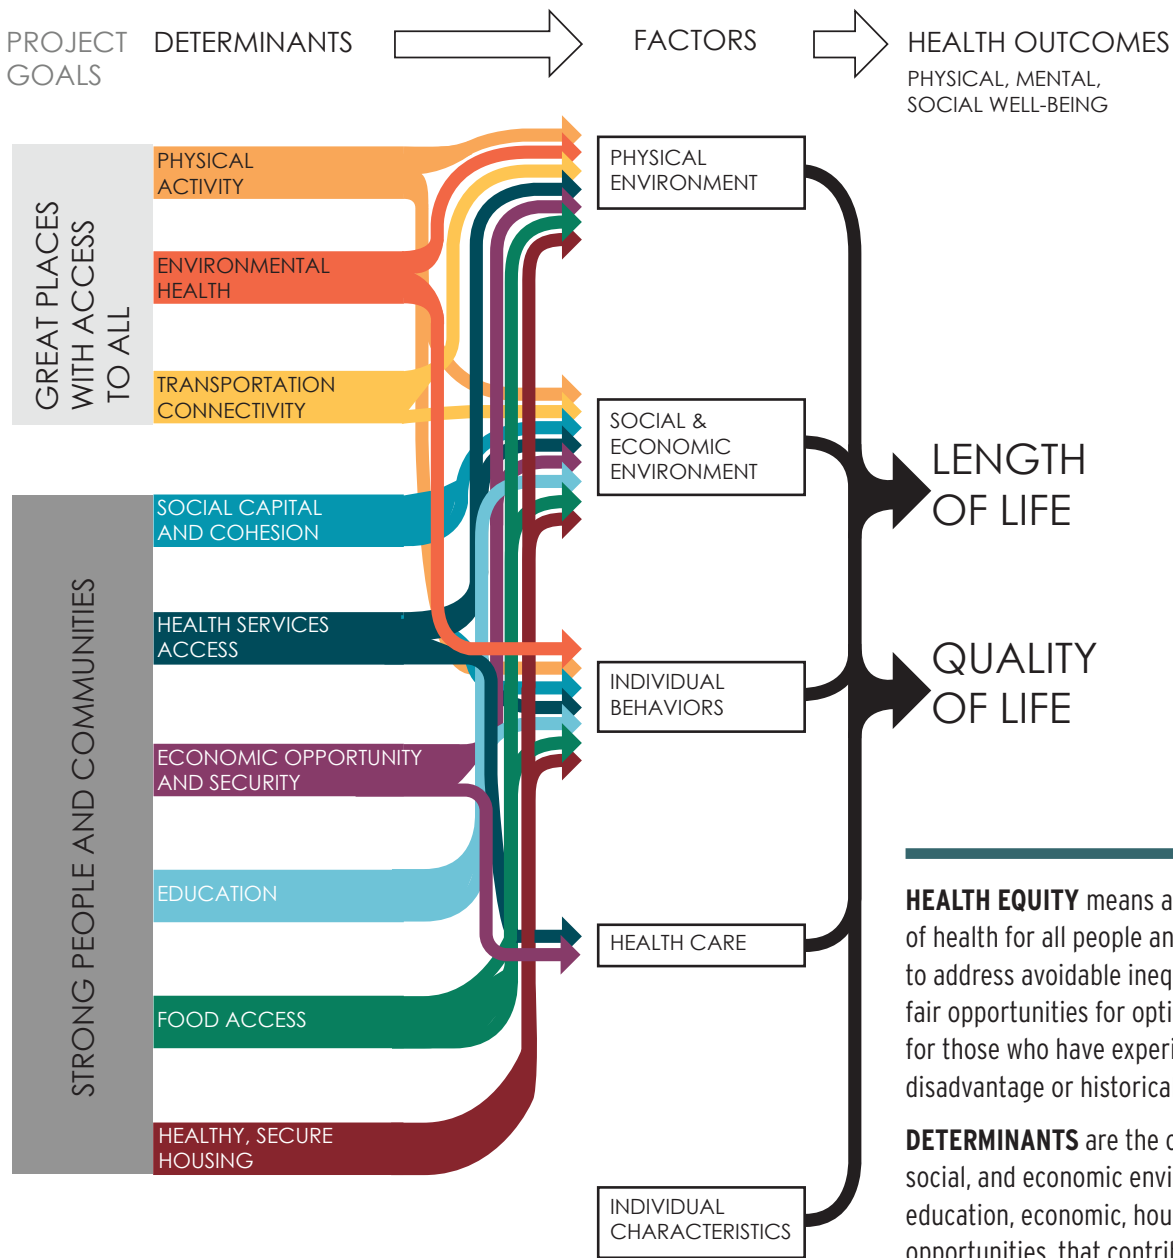 PROJECT
GOALS
DETERMINANTS
FACTORS
HEALTH OUTCOMES
PHYSICAL, MENTAL,
SOCIAL WELL-BEING
GREAT PLACES
WITH ACCESS
TO ALL
PHYSICAL
ACTIVITY
ENVIRONMENTAL
HEALTH
TRANSPORTATION
CONNECTIVITY
STRONG PEOPLE AND COMMUNITIES
SOCIAL CAPITAL
AND COHESION
HEALTH SERVICES
ACCESS
ECONOMIC OPPORTUNITY
AND SECURITY
EDUCATION
FOOD ACCESS
HEALTHY, SECURE
HOUSING
PHYSICAL
ENVIRONMENT
SOCIAL &
ECONOMIC
ENVIRONMENT
INDIVIDUAL
BEHAVIORS
HEALTH CARE
INDIVIDUAL
CHARACTERISTICS
LENGTH
OF LIFE
QUALITY
OF LIFE
HEALTH EQUITY means a
of health for all people an
to address avoidable ineq
fair opportunities for opti
for those who have experi
disadvantage or historica
DETERMINANTS are the
social, and economic envi
education, economic, hou
opportunities, that contril